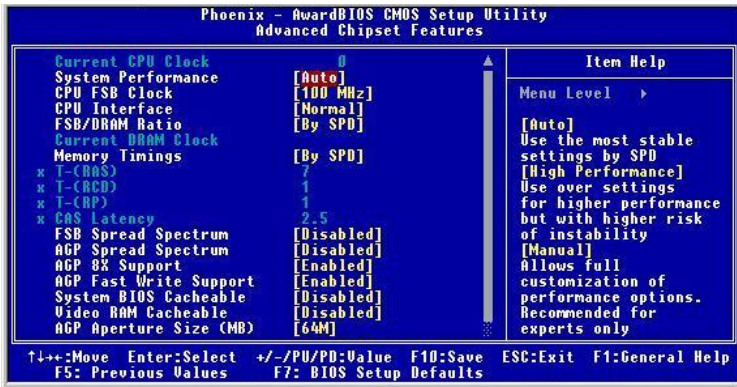 Phoenix - AwardBIOS CMOS Setup Utility
Advanced Chipset Features
Current CPU Clock 0
System Performance [Auto]
CPU FSB Clock [100 MHz]
CPU Interface [Normal]
FSB/DRAM Ratio [By SPD]
Current DRAM Clock
Memory Timings [By SPD]
x T-(RAS) 7
x T-(RCD) 1
x T-(RP) 1
x CAS Latency 2.5
FSB Spread Spectrum [Disabled]
AGP Spread Spectrum [Disabled]
AGP 8X Support [Enabled]
AGP Fast Write Support [Enabled]
System BIOS Cacheable [Disabled]
Video RAM Cacheable [Disabled]
AGP Aperture Size (MB) [64M]
Item Help
Menu Level ▸
[Auto]
Use the most stable
settings by SPD
[High Performance]
Use over settings
for higher performance
but with higher risk
of instability
[Manual]
Allows full
customization of
performance options.
Recommended for
experts only
↑↓→←:Move Enter:Select +/-/PU/PD:Value F10:Save ESC:Exit F1:General Help
F5: Previous Values F7: BIOS Setup Defaults